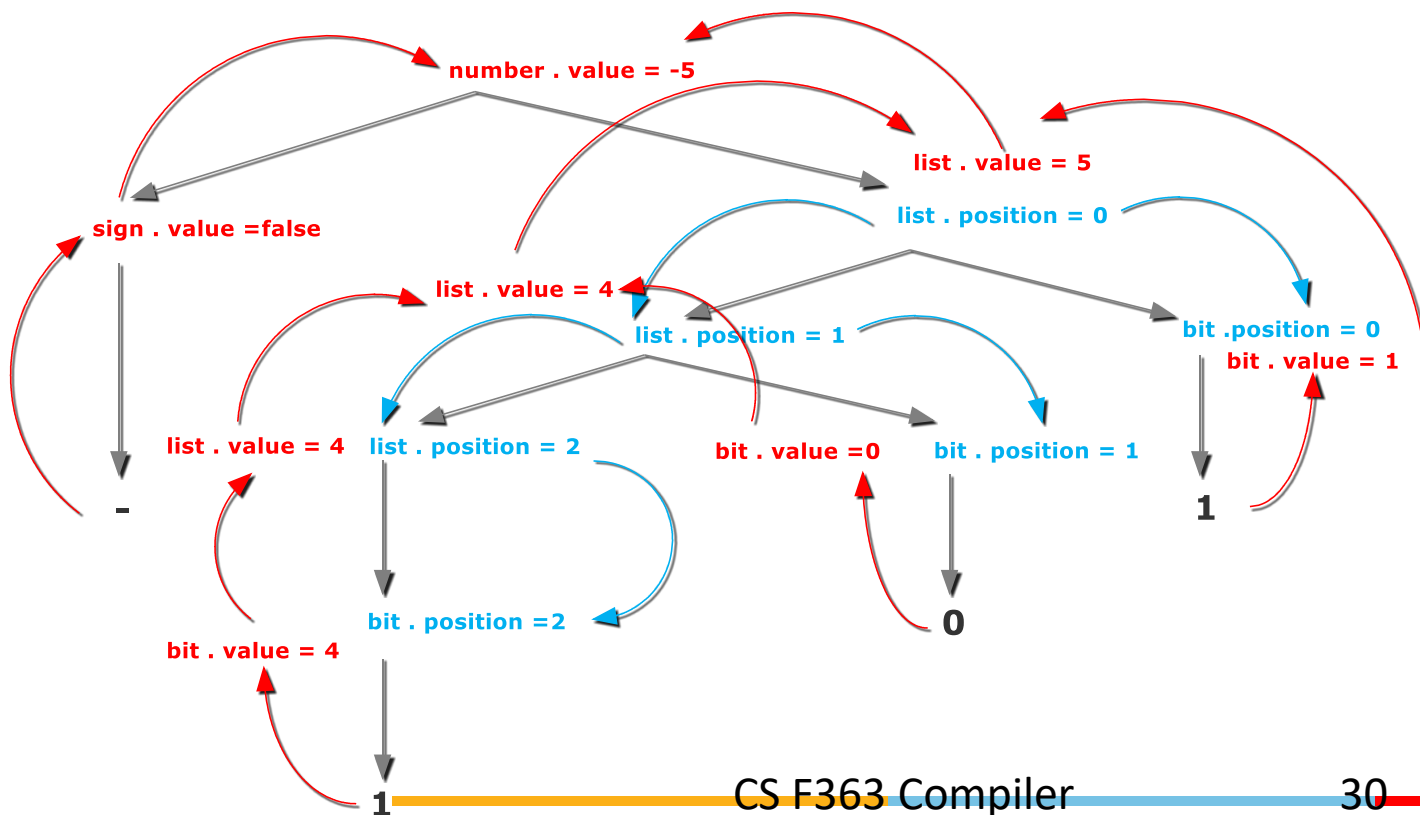 number . value = -5
list . value = 5
list . position = 0
sign . value =false
list . value = 4
list . position = 1
bit .position = 0
bit . value = 1
list . value = 4 list . position = 2
bit . value =0 bit . position = 1
-
1
bit . position =2
0
bit . value = 4
1
CS F363 Compiler 30